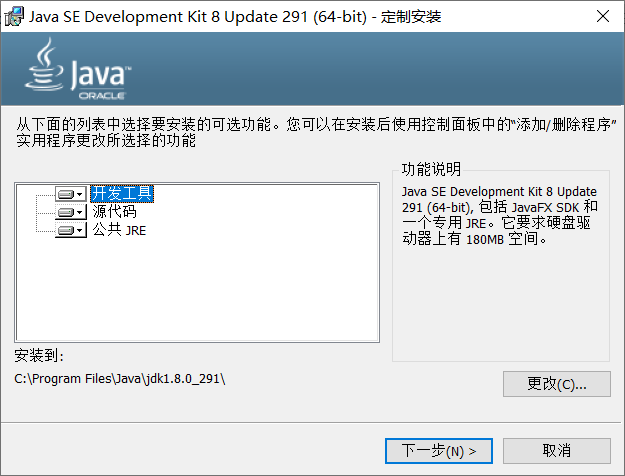 Java SE Development Kit 8 Update 291 (64-bit) - 定制安装
Java™
ORACLE
从下面的列表中选择要安装的可选功能。您可以在安装后使用控制面板中的“添加/删除程序”
实用程序更改所选择的功能
开发工具
源代码
公共 JRE
功能说明
Java SE Development Kit 8 Update
291 (64-bit), 包括 JavaFX SDK 和
一个专用 JRE。它要求硬盘驱
动器上有 180MB 空间。
安装到:
C:\Program Files\Java\jdk1.8.0_291\
更改(C)...
下一步(N) >
取消